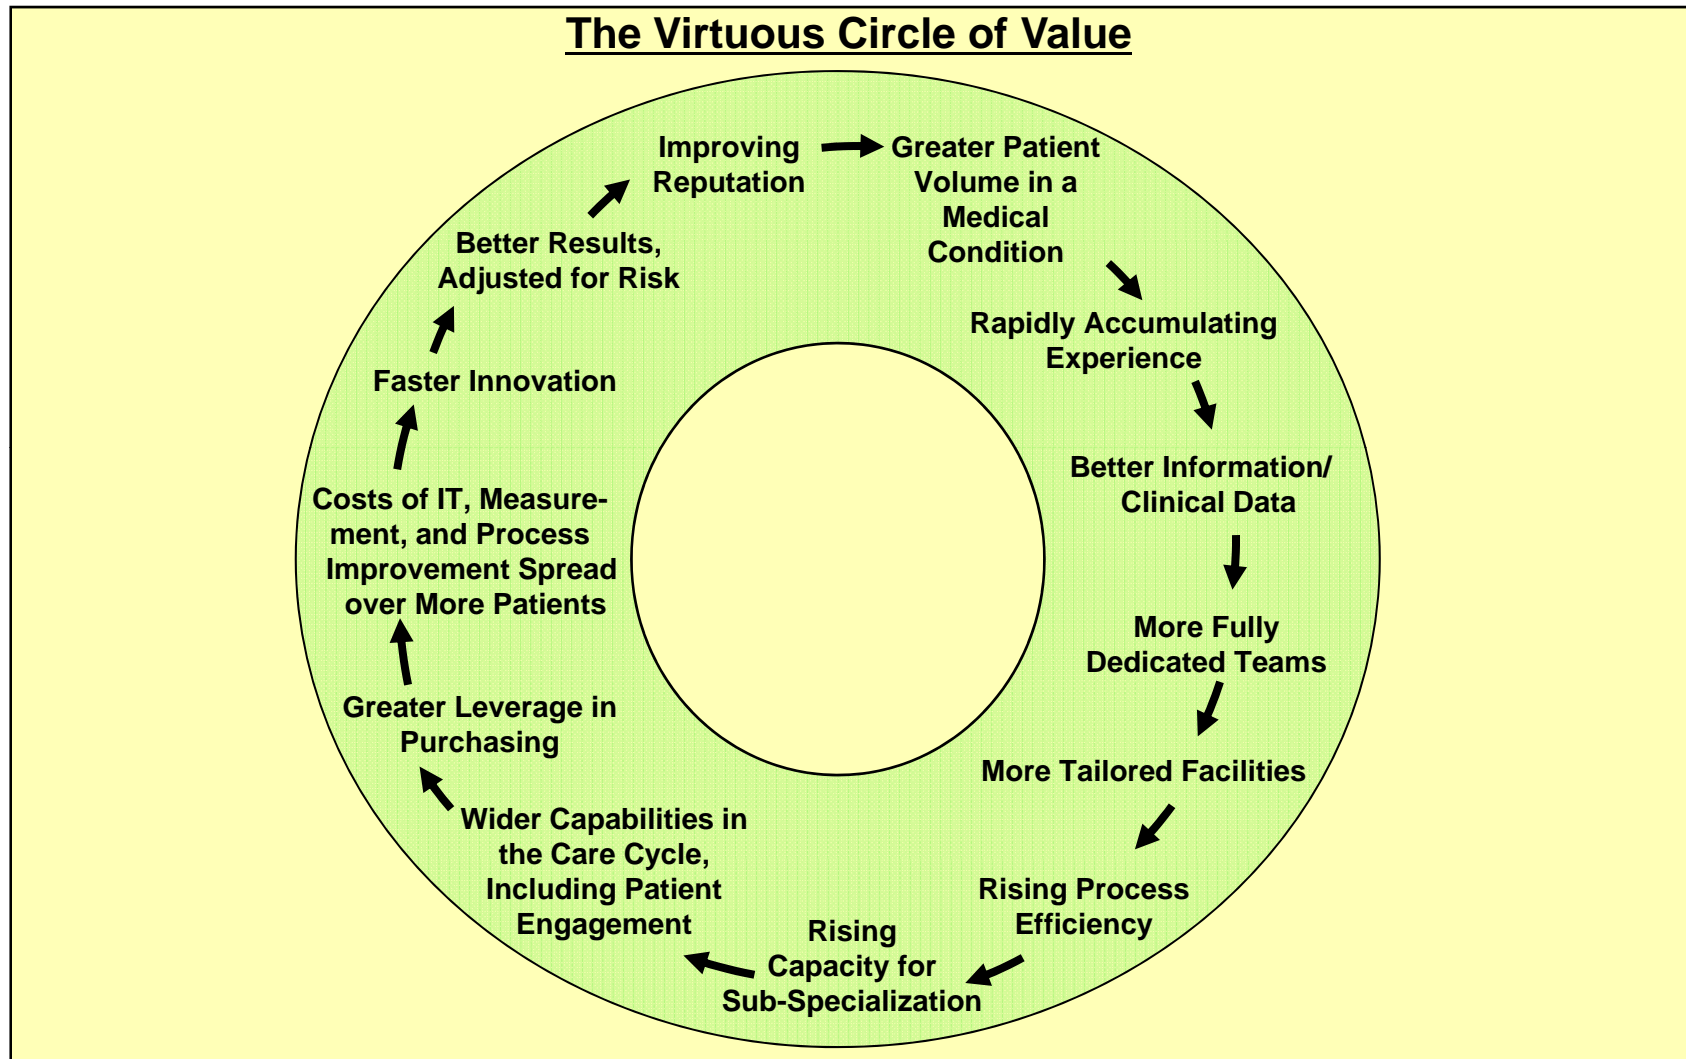 The Virtuous Circle of Value
Improving
Reputation
Greater Patient
Volume in a
Medical
Condition
Rapidly Accumulating
Experience
Better Information/
Clinical Data
More Fully
Dedicated Teams
More Tailored Facilities
Rising Process
Efficiency
Rising
Capacity for
Sub-Specialization
Wider Capabilities in
the Care Cycle,
Including Patient
Engagement
Greater Leverage in
Purchasing
Costs of IT, Measure-
ment, and Process
Improvement Spread
over More Patients
Faster Innovation
Better Results,
Adjusted for Risk